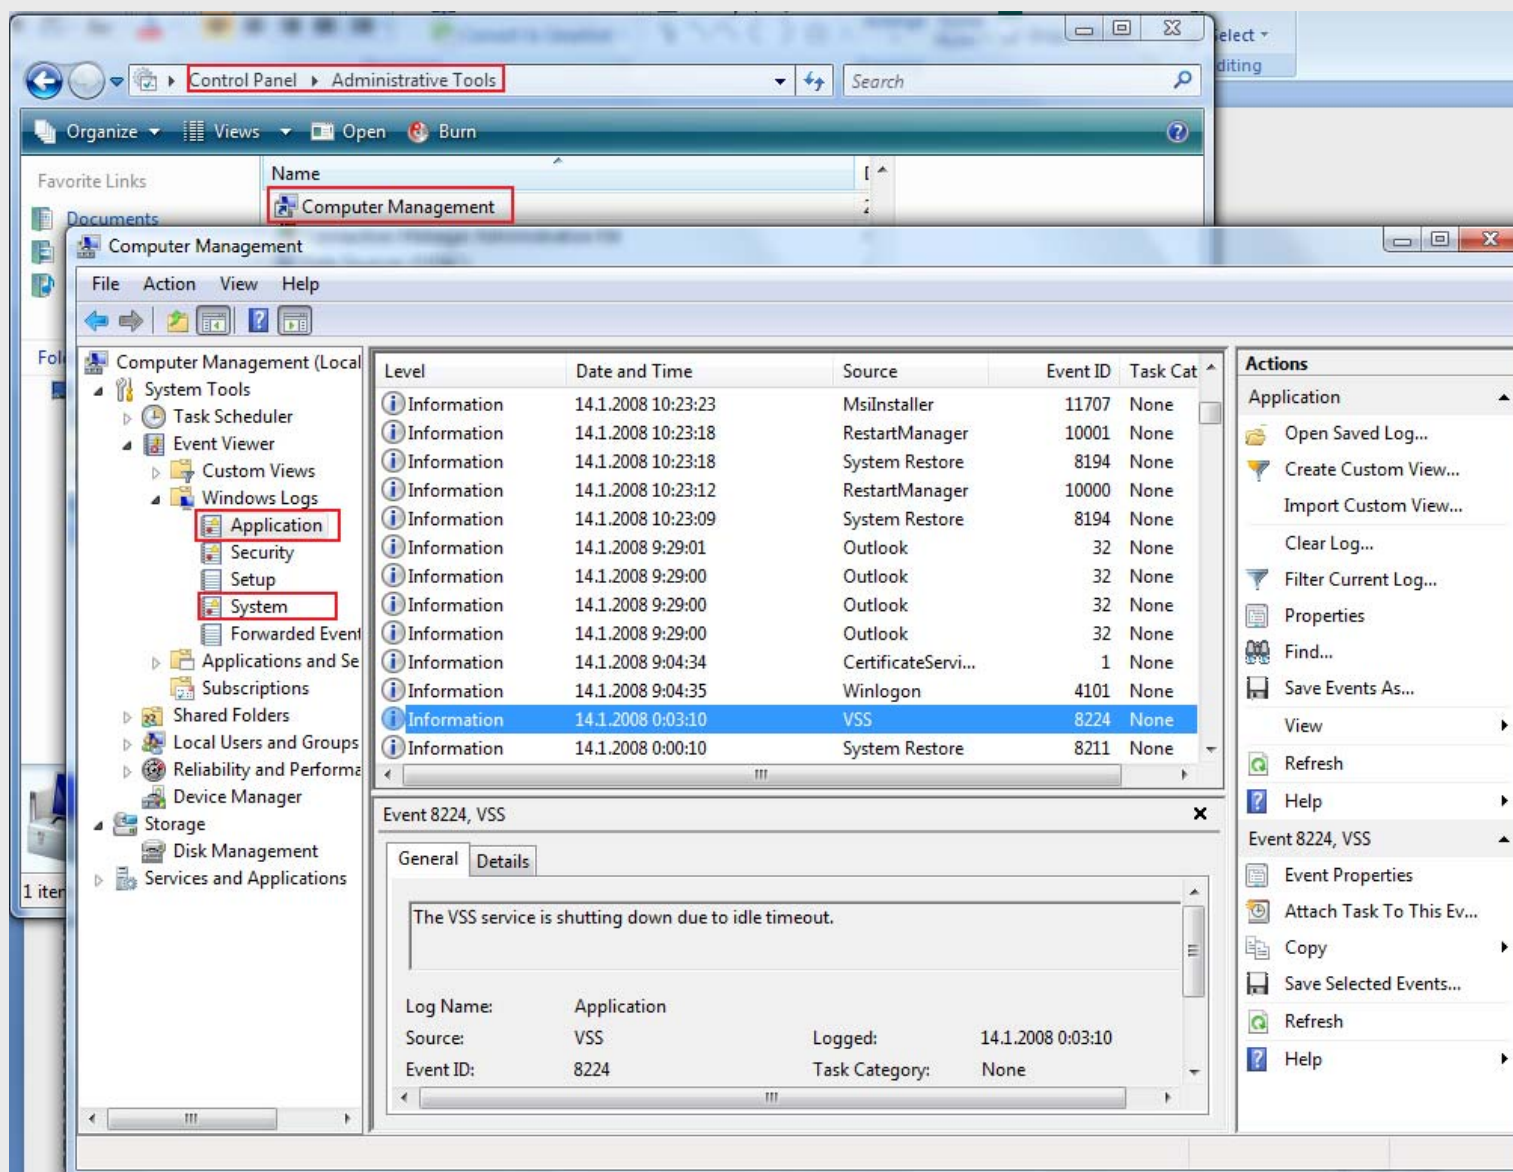 Select
Editing
Control Panel Administrative Tools
Search
Organize Views Open Burn
Favorite Links
Name
Computer Management
Documents
Computer Management
File Action View Help
Computer Management (Local
System Tools
Task Scheduler
Event Viewer
Custom Views
Windows Logs
Application
Security
Setup
System
Forwarded Event
Applications and Se
Subscriptions
Shared Folders
Local Users and Groups
Reliability and Performa
Device Manager
Storage
Disk Management
Services and Applications
1 iter
Level Date and Time Source Event ID Task Cat
Information 14.1.2008 10:23:23 MsiInstaller 11707 None
Information 14.1.2008 10:23:18 RestartManager 10001 None
Information 14.1.2008 10:23:18 System Restore 8194 None
Information 14.1.2008 10:23:12 RestartManager 10000 None
Information 14.1.2008 10:23:09 System Restore 8194 None
Information 14.1.2008 9:29:01 Outlook 32 None
Information 14.1.2008 9:29:00 Outlook 32 None
Information 14.1.2008 9:29:00 Outlook 32 None
Information 14.1.2008 9:29:00 Outlook 32 None
Information 14.1.2008 9:04:34 CertificateServi... 1 None
Information 14.1.2008 9:04:35 Winlogon 4101 None
Information 14.1.2008 0:03:10 VSS 8224 None
Information 14.1.2008 0:00:10 System Restore 8211 None
Event 8224, VSS
General Details
The VSS service is shutting down due to idle timeout.
Log Name: Application
Source: VSS Logged: 14.1.2008 0:03:10
Event ID: 8224 Task Category: None
Actions
Application
Open Saved Log...
Create Custom View...
Import Custom View...
Clear Log...
Filter Current Log...
Properties
Find...
Save Events As...
View
Refresh
Help
Event 8224, VSS
Event Properties
Attach Task To This Ev...
Copy
Save Selected Events...
Refresh
Help